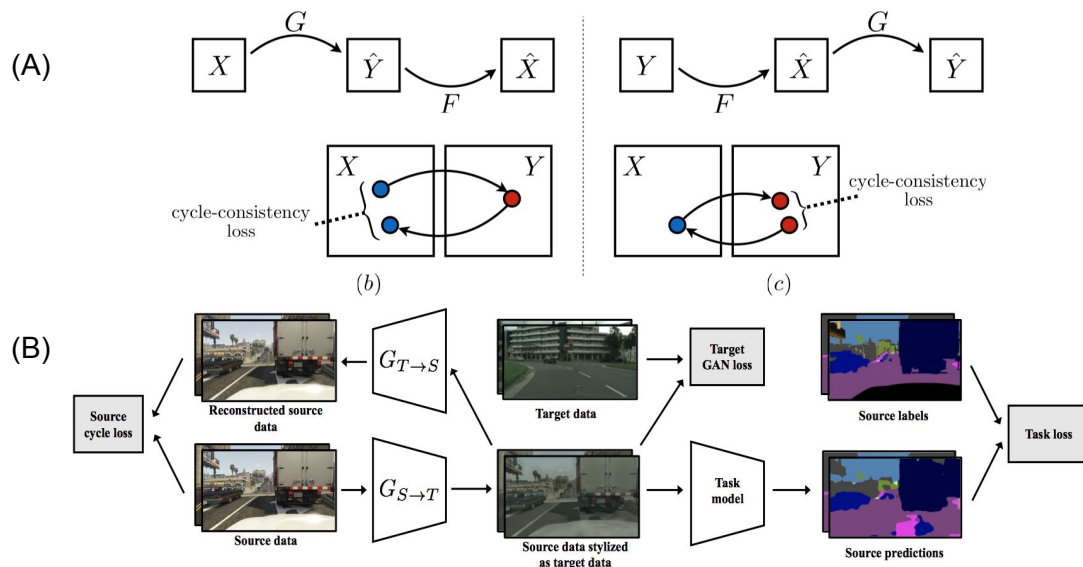 (A)
G
X
Ŷ
X̂
F
G
Y
X̂
Ŷ
F
X
Y
cycle-consistency
loss
(b)
X
Y
cycle-consistency
loss
(c)
(B)
G_{T→S}
Target
GAN loss
Reconstructed source
data
Target data
Source labels
Source
cycle loss
Task loss
G_{S→T}
Task
model
Source data
Source data stylized
as target data
Source predictions